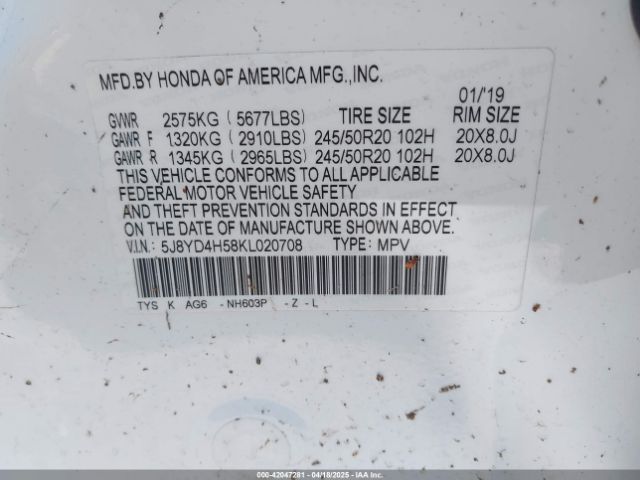 MFD.BY HONDA OF AMERICA MFG.,INC.
01/'19
GVWR 2575KG ( 5677LBS) TIRE SIZE RIM SIZE
GAWR F 1320KG ( 2910LBS) 245/50R20 102H 20X8.0J
GAWR R 1345KG ( 2965LBS) 245/50R20 102H 20X8.0J
THIS VEHICLE CONFORMS TO ALL APPLICABLE
FEDERAL MOTOR VEHICLE SAFETY
AND THEFT PREVENTION STANDARDS IN EFFECT
ON THE DATE OF MANUFACTURE SHOWN ABOVE.
V.I.N.: 5J8YD4H58KL020708 TYPE: MPV
TYS K AG6 -NH603P -Z-L
000-42047281 - 04/18/2025 - IAAI.COM